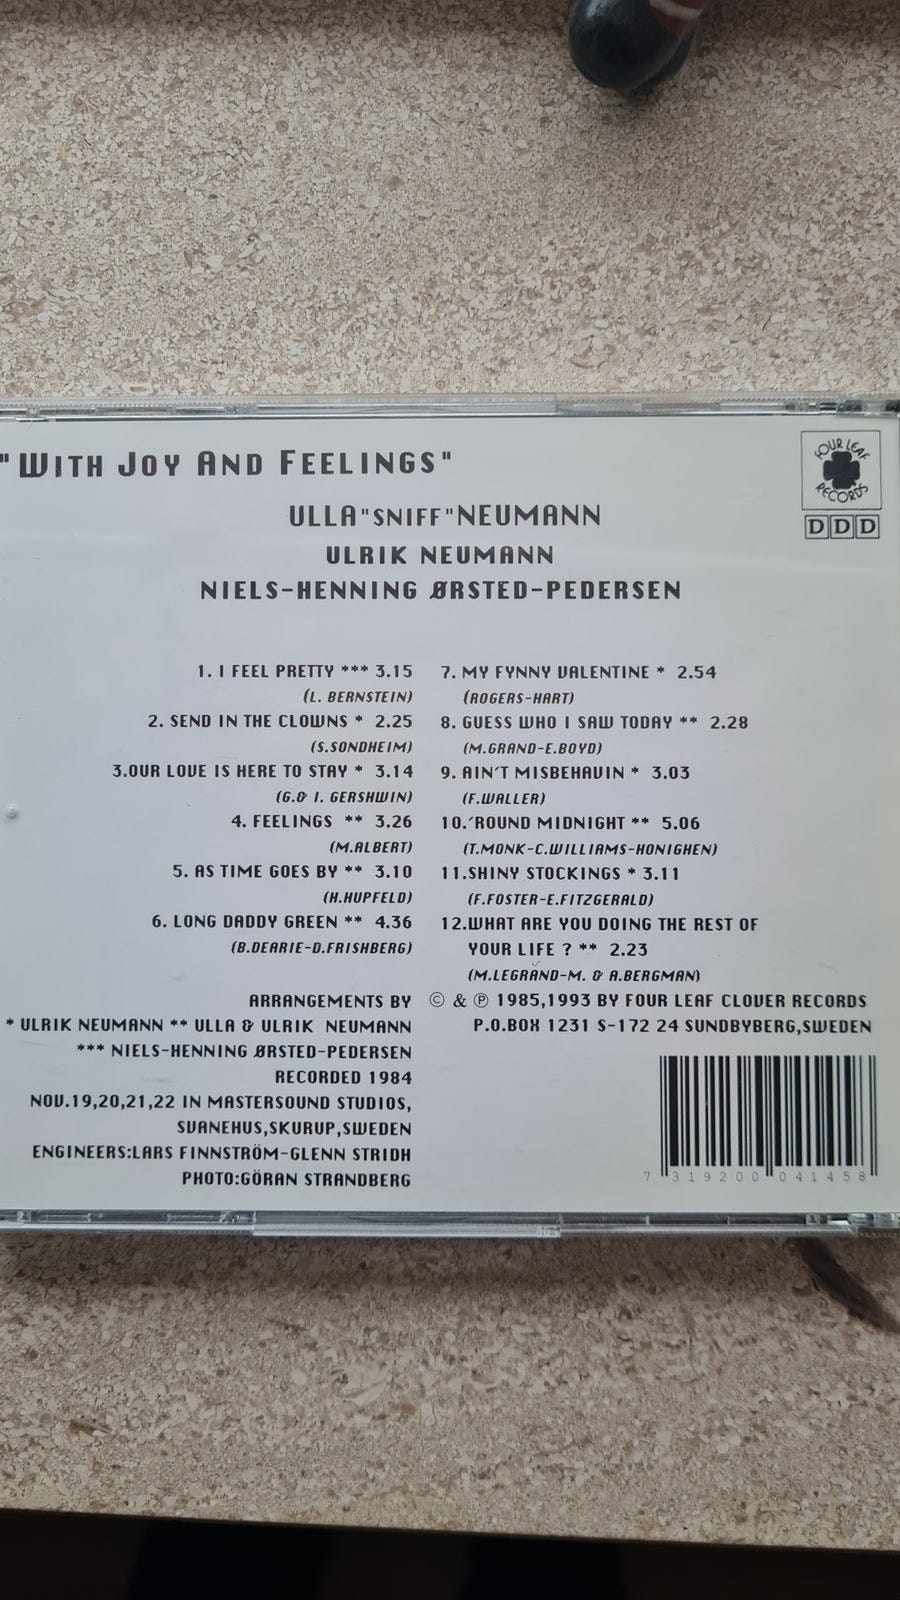 "WITH JOY AND FEELINGS"
FOUR LEAF
RECORDS
DDD
ULLA "SNIFF" NEUMANN
ULRIK NEUMANN
NIELS-HENNING ØRSTED-PEDERSEN
1. I FEEL PRETTY *** 3.15
(L. BERNSTEIN)
2. SEND IN THE CLOWNS * 2.25
(S.SONDHEIM)
3.OUR LOVE IS HERE TO STAY * 3.14
(G.& I. GERSHWIN)
4. FEELINGS ** 3.26
(M.ALBERT)
5. AS TIME GOES BY ** 3.10
(H.HUPFELD)
6. LONG DADDY GREEN ** 4.36
(B.DEARIE-D.FRISHBERG)
ARRANGEMENTS BY
* ULRIK NEUMANN ** ULLA & ULRIK NEUMANN
*** NIELS-HENNING ØRSTED-PEDERSEN
RECORDED 1984
NOV.19,20,21,22 IN MASTERSOUND STUDIOS,
SVANEHUS,SKURUP,SWEDEN
ENGINEERS:LARS FINNSTRÖM-GLENN STRIDH
PHOTO:GÖRAN STRANDBERG
7. MY FYNNY VALENTINE * 2.54
(ROGERS-HART)
8. GUESS WHO I SAW TODAY ** 2.28
(M.GRAND-E.BOYD)
9. AIN´T MISBEHAVIN * 3.03
(F.WALLER)
10.´ROUND MIDNIGHT ** 5.06
(T.MONK-C.WILLIAMS-HONIGHEN)
11.SHINY STOCKINGS * 3.11
(F.FOSTER-E.FITZGERALD)
12.WHAT ARE YOU DOING THE REST OF
YOUR LIFE ? ** 2.23
(M.LEGRAND-M. & A.BERGMAN)
© & ℗ 1985,1993 BY FOUR LEAF CLOVER RECORDS
P.O.BOX 1231 S-172 24 SUNDBYBERG,SWEDEN
7 319200 041458